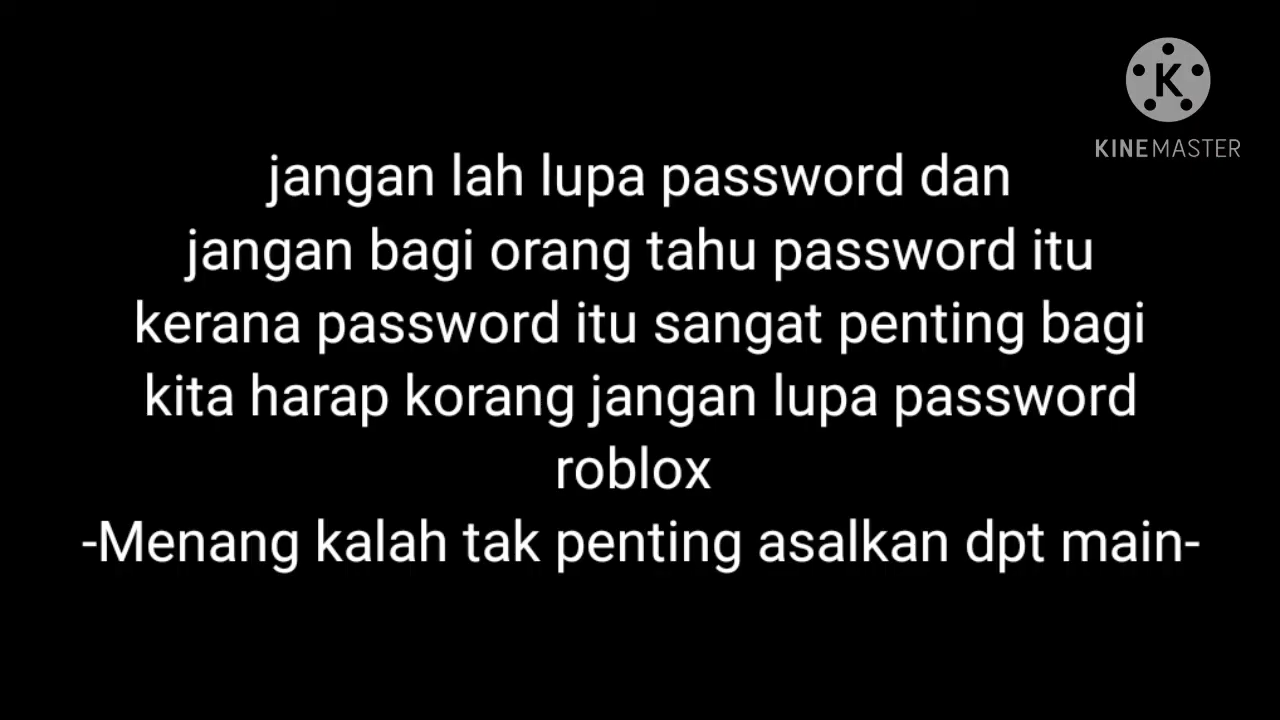 K
KINEMASTER
jangan lah lupa password dan
jangan bagi orang tahu password itu
kerana password itu sangat penting bagi
kita harap korang jangan lupa password
roblox
-Menang kalah tak penting asalkan dpt main-